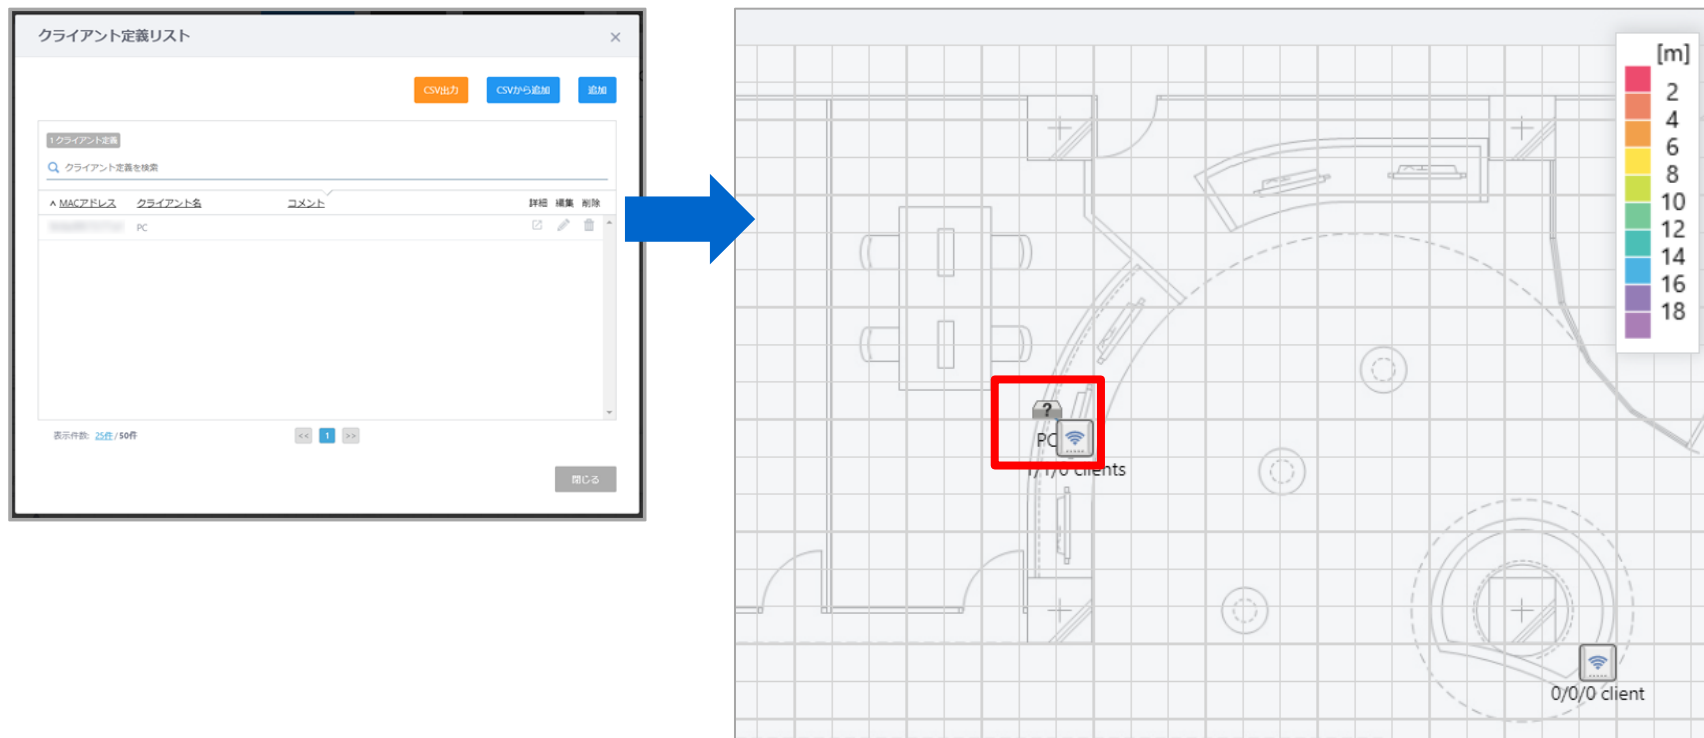 クライアント定義リスト
×
CSV出力
CSVから追加
追加
1 クライアント定義
クライアント定義を検索
∧ MACアドレス クライアント名 コメント 詳細 編集 削除
PC
表示件数: 25件 / 50件
<< 1 >>
閉じる
[m]
2
4
6
8
10
12
14
16
18
?
PC
1/1/0 clients
0/0/0 client